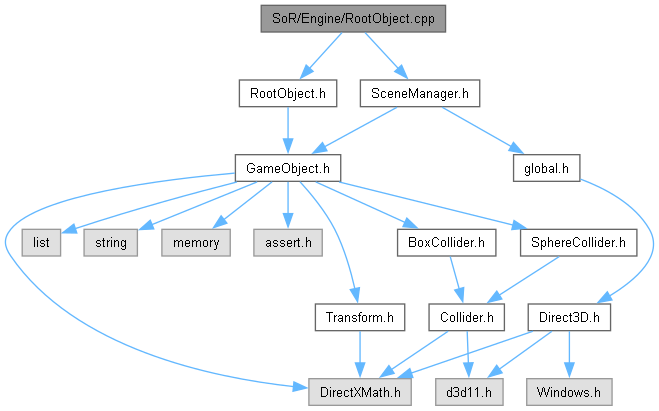 SoR/Engine/RootObject.cpp
RootObject.h
SceneManager.h
GameObject.h
global.h
list
string
memory
assert.h
BoxCollider.h
SphereCollider.h
Transform.h
Collider.h
Direct3D.h
DirectXMath.h
d3d11.h
Windows.h